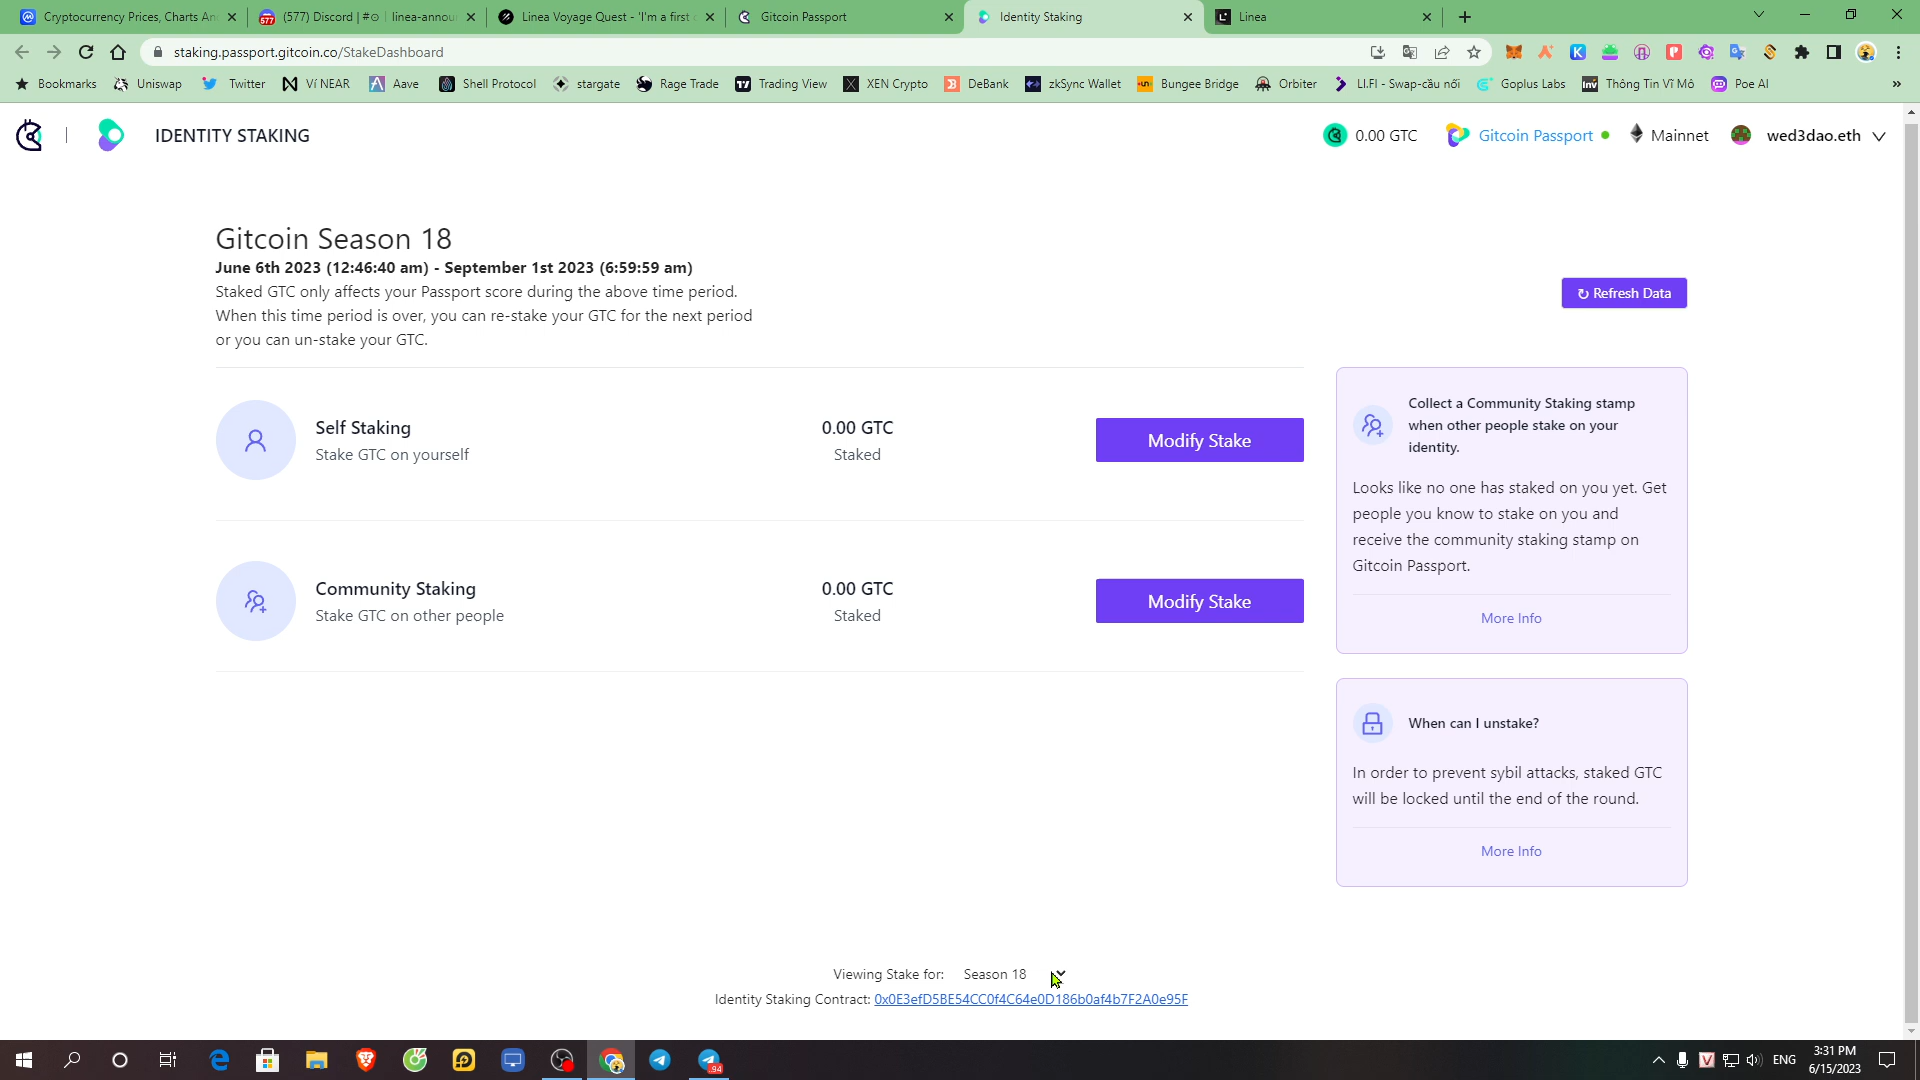 Cryptocurrency Prices, Charts An
(577) Discord | #⊙ | linea-annou
Linea Voyage Quest - 'I'm a first
Gitcoin Passport
Identity Staking
Linea
staking.passport.gitcoin.co/StakeDashboard
Bookmarks
Uniswap
Twitter
Ví NEAR
Aave
Shell Protocol
stargate
Rage Trade
Trading View
XEN Crypto
DeBank
zkSync Wallet
Bungee Bridge
Orbiter
LI.FI - Swap-cầu nối
Goplus Labs
Thông Tin Vĩ Mô
Poe AI
»
IDENTITY STAKING
0.00 GTC
Gitcoin Passport
Mainnet
wed3dao.eth
Gitcoin Season 18
June 6th 2023 (12:46:40 am) - September 1st 2023 (6:59:59 am)
Staked GTC only affects your Passport score during the above time period.
When this time period is over, you can re-stake your GTC for the next period
or you can un-stake your GTC.
↻ Refresh Data
Self Staking
Stake GTC on yourself
0.00 GTC
Staked
Modify Stake
Community Staking
Stake GTC on other people
0.00 GTC
Staked
Modify Stake
Collect a Community Staking stamp
when other people stake on your
identity.
Looks like no one has staked on you yet. Get
people you know to stake on you and
receive the community staking stamp on
Gitcoin Passport.
More Info
When can I unstake?
In order to prevent sybil attacks, staked GTC
will be locked until the end of the round.
More Info
Viewing Stake for: Season 18
Identity Staking Contract: 0x0E3efD5BE54CC0f4C64e0D186b0af4b7F2A0e95F
94
ENG
3:31 PM
6/15/2023